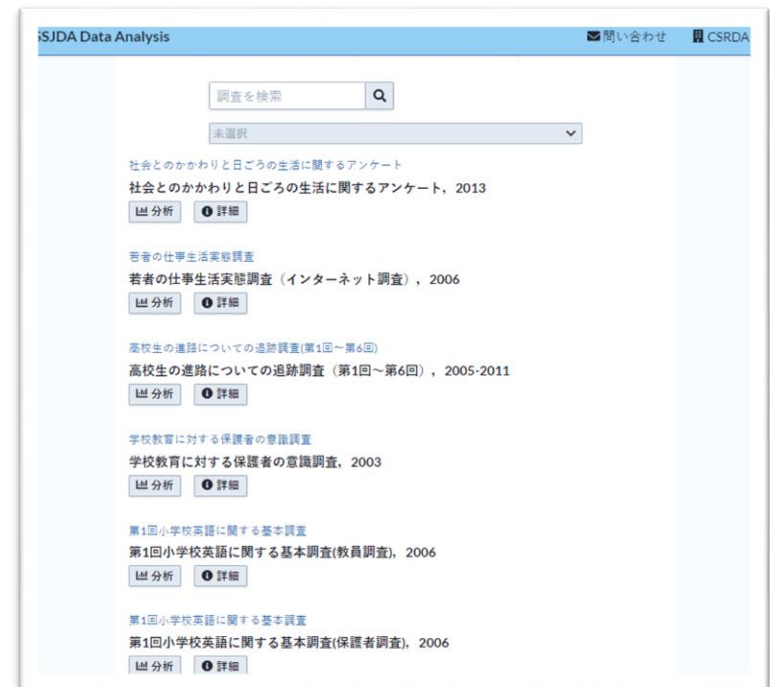 SSJDA Data Analysis 問い合わせ CSRDA
調査を検索
未選択
社会とのかかわりと日ごろの生活に関するアンケート
社会とのかかわりと日ごろの生活に関するアンケート, 2013
分析 詳細
若者の仕事生活実態調査
若者の仕事生活実態調査（インターネット調査）, 2006
分析 詳細
高校生の進路についての追跡調査(第1回～第6回)
高校生の進路についての追跡調査（第1回～第6回）, 2005-2011
分析 詳細
学校教育に対する保護者の意識調査
学校教育に対する保護者の意識調査, 2003
分析 詳細
第1回小学校英語に関する基本調査
第1回小学校英語に関する基本調査(教員調査), 2006
分析 詳細
第1回小学校英語に関する基本調査
第1回小学校英語に関する基本調査(保護者調査), 2006
分析 詳細